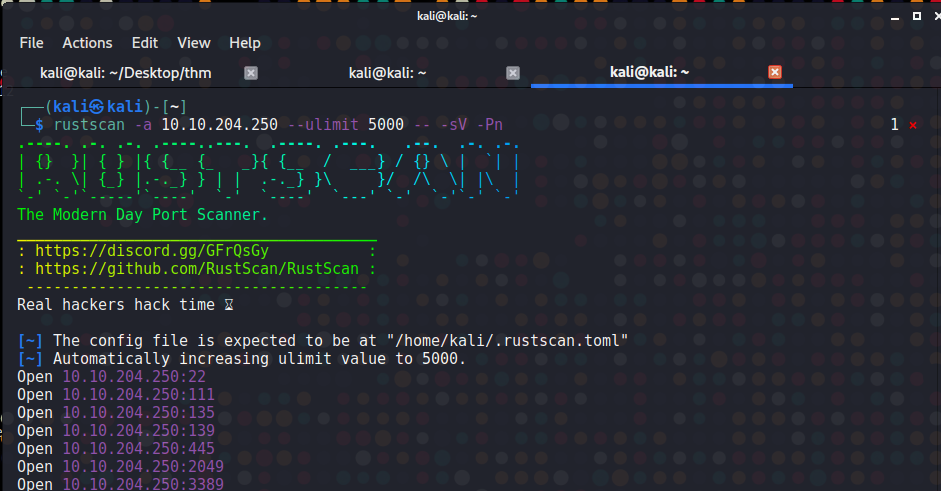 kali@kali: ~
File Actions Edit View Help
kali@kali: ~/Desktop/thm kali@kali: ~ kali@kali: ~
┌──(kali㉿kali)-[~]
└─$ rustscan -a 10.10.204.250 --ulimit 5000 -- -sV -Pn 1 ⨯
.----. .-. .-. .----..---. .----. .---. .--. .-. .-.
| {} }| { } |{ {__ {_ _}{ {__ / ___} / {} \ | `| |
| .-. \| {_} |.-._} } | | .-._} }\ }/ /\ \| |\ |
`-' `-'`-----'`----' `-' `----' `---' `-' `-'`-' `-'
The Modern Day Port Scanner.
________________________________________
: https://discord.gg/GFrQsGy :
: https://github.com/RustScan/RustScan :
--------------------------------------
Real hackers hack time ⌛
[~] The config file is expected to be at "/home/kali/.rustscan.toml"
[~] Automatically increasing ulimit value to 5000.
Open 10.10.204.250:22
Open 10.10.204.250:111
Open 10.10.204.250:135
Open 10.10.204.250:139
Open 10.10.204.250:445
Open 10.10.204.250:2049
Open 10.10.204.250:3389